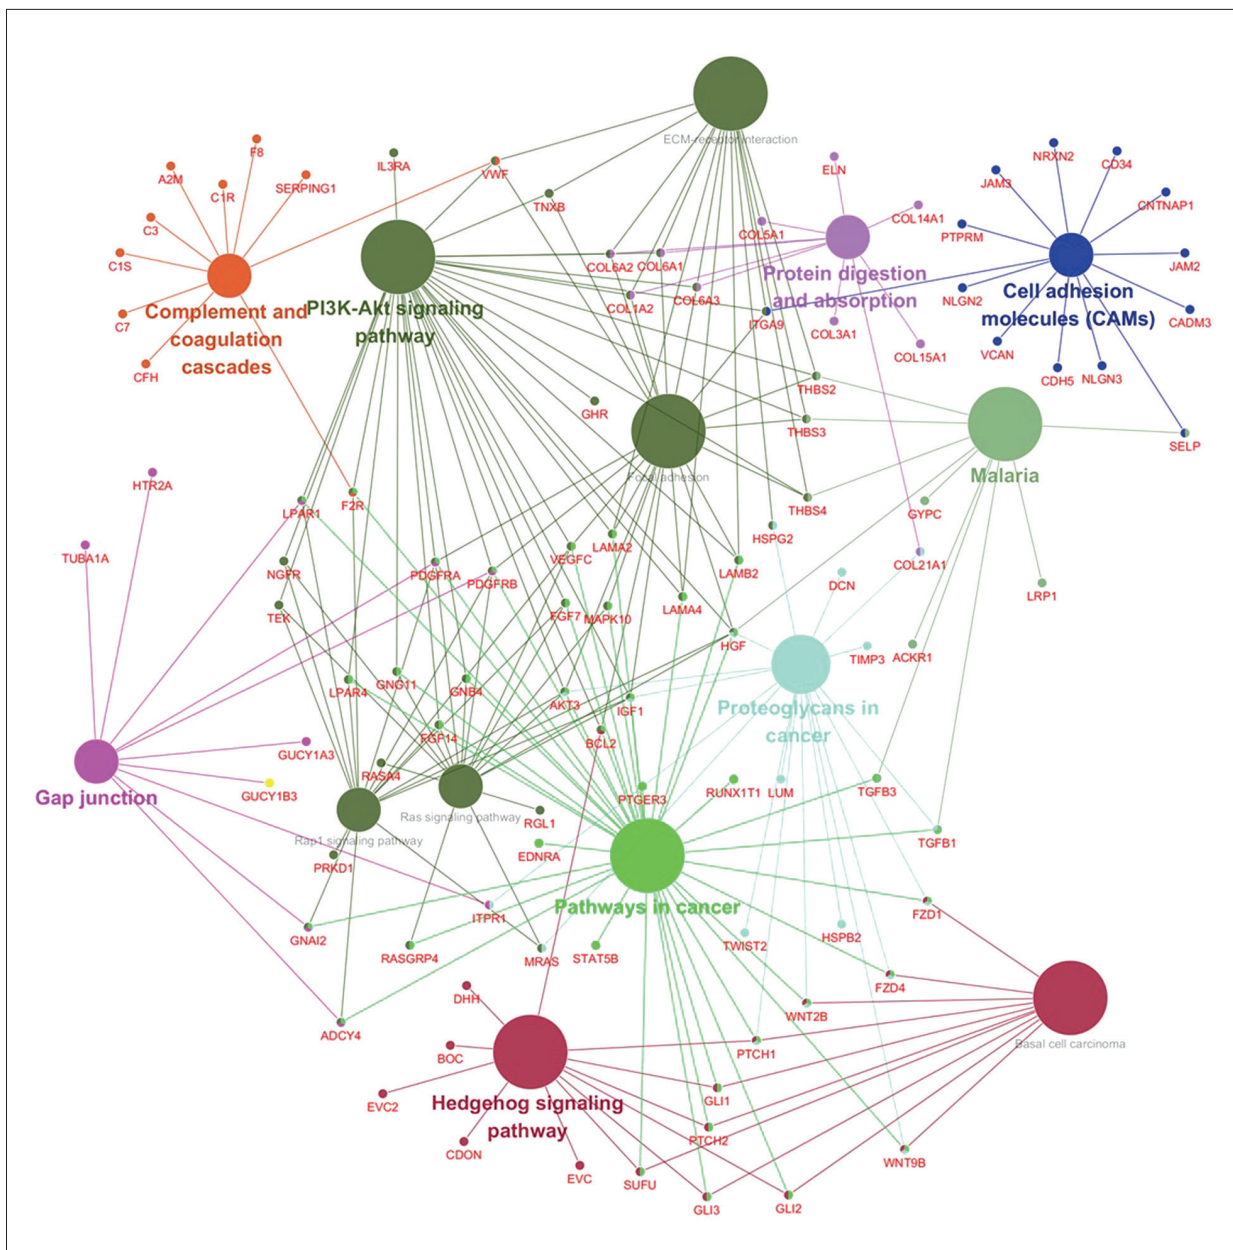 ECM-receptor interaction
F8
IL3RA
VWF
ELN
NRXN2
CD34
A2M
C1R
SERPING1
TNXB
JAM3
CNTNAP1
C3
COL5A1
COL14A1
PTPRM
C1S
COL6A2
COL6A1
Protein digestion
and absorption
JAM2
Cell adhesion
molecules (CAMs)
NLGN2
COL6A3
COL1A2
Complement and
coagulation
cascades
PI3K-Akt signaling
pathway
C7
ITGA9
COL3A1
CADM3
VCAN
COL15A1
CFH
CDH5
NLGN3
THBS2
GHR
THBS3
SELP
Focal adhesion
Malaria
HTR2A
LPAR1
F2R
THBS4
GYPC
HSPG2
LAMA2
TUBA1A
VEGFC
NGFR
PDGFRA
PDGFRB
LAMB2
COL21A1
DCN
LRP1
TEK
FGF7
MAPK10
LAMA4
HGF
TIMP3
ACKR1
LPAR4
GNG11
GNB4
AKT3
IGF1
Proteoglycans in
cancer
FGF14
BCL2
GUCY1A3
RASA4
Gap junction
GUCY1B3
PTGER3
RUNX1T1
LUM
TGFB3
Ras signaling pathway
RGL1
Rap1 signaling pathway
TGFB1
EDNRA
PRKD1
Pathways in cancer
ITPR1
FZD1
GNAI2
HSPB2
TWIST2
RASGRP4
MRAS
STAT5B
FZD4
DHH
WNT2B
ADCY4
Basal cell carcinoma
PTCH1
BOC
GLI1
EVC2
Hedgehog signaling
pathway
PTCH2
CDON
WNT9B
EVC
SUFU
GLI3
GLI2